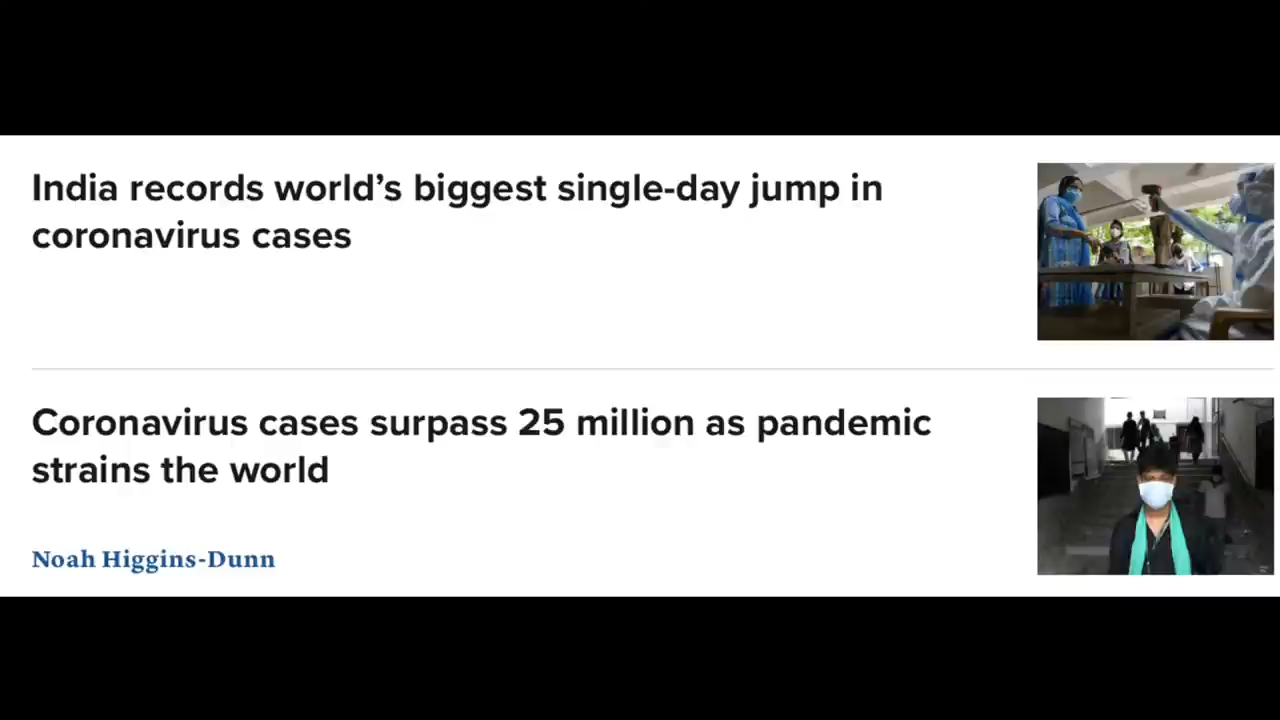 India records world’s biggest single-day jump in
coronavirus cases
Coronavirus cases surpass 25 million as pandemic
strains the world
Noah Higgins-Dunn